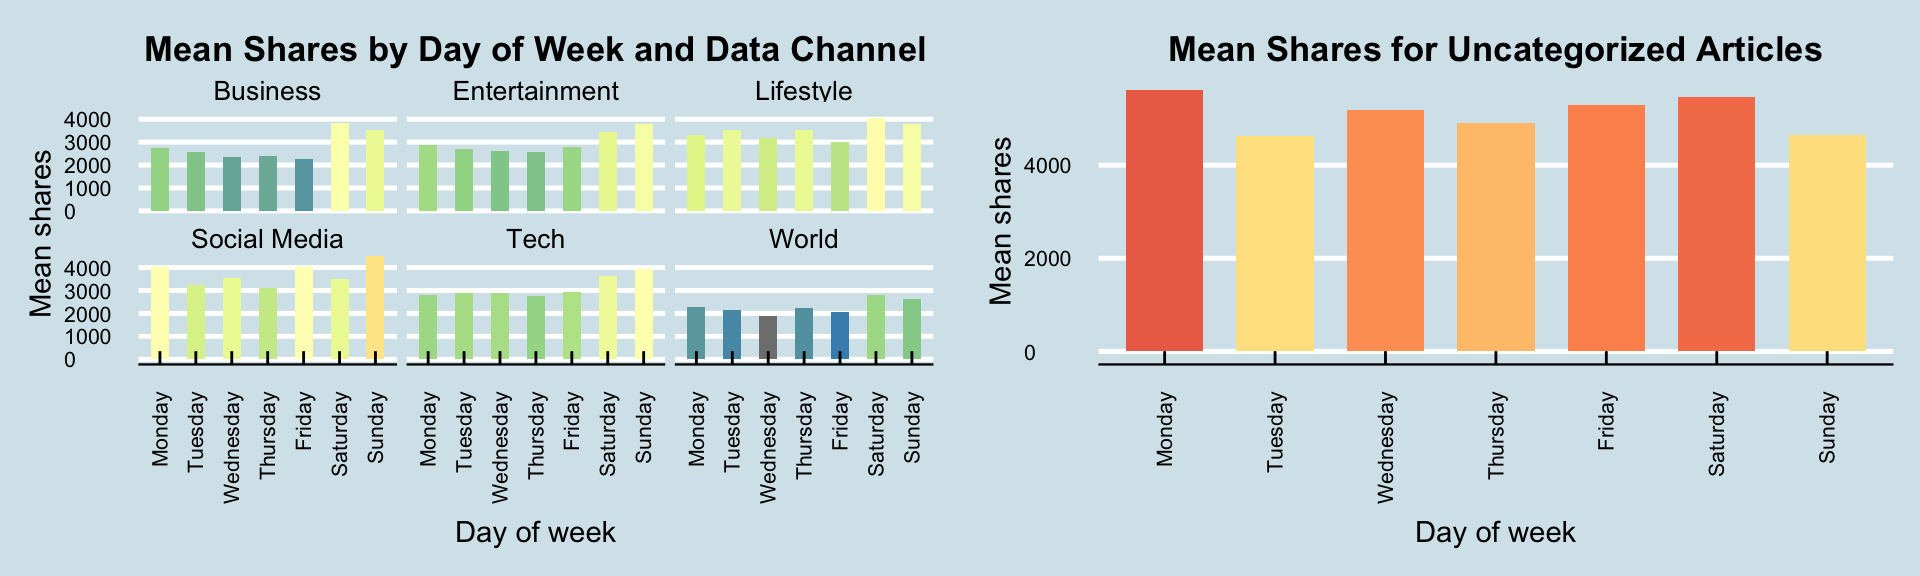 Mean Shares by Day of Week and Data Channel
Business
Entertainment
Lifestyle
4000
3000
2000
1000
0
Social Media
Tech
World
4000
3000
2000
1000
0
Mean shares
Monday
Tuesday
Wednesday
Thursday
Friday
Saturday
Sunday
Monday
Tuesday
Wednesday
Thursday
Friday
Saturday
Sunday
Monday
Tuesday
Wednesday
Thursday
Friday
Saturday
Sunday
Day of week
Mean Shares for Uncategorized Articles
4000
2000
0
Mean shares
Monday
Tuesday
Wednesday
Thursday
Friday
Saturday
Sunday
Day of week